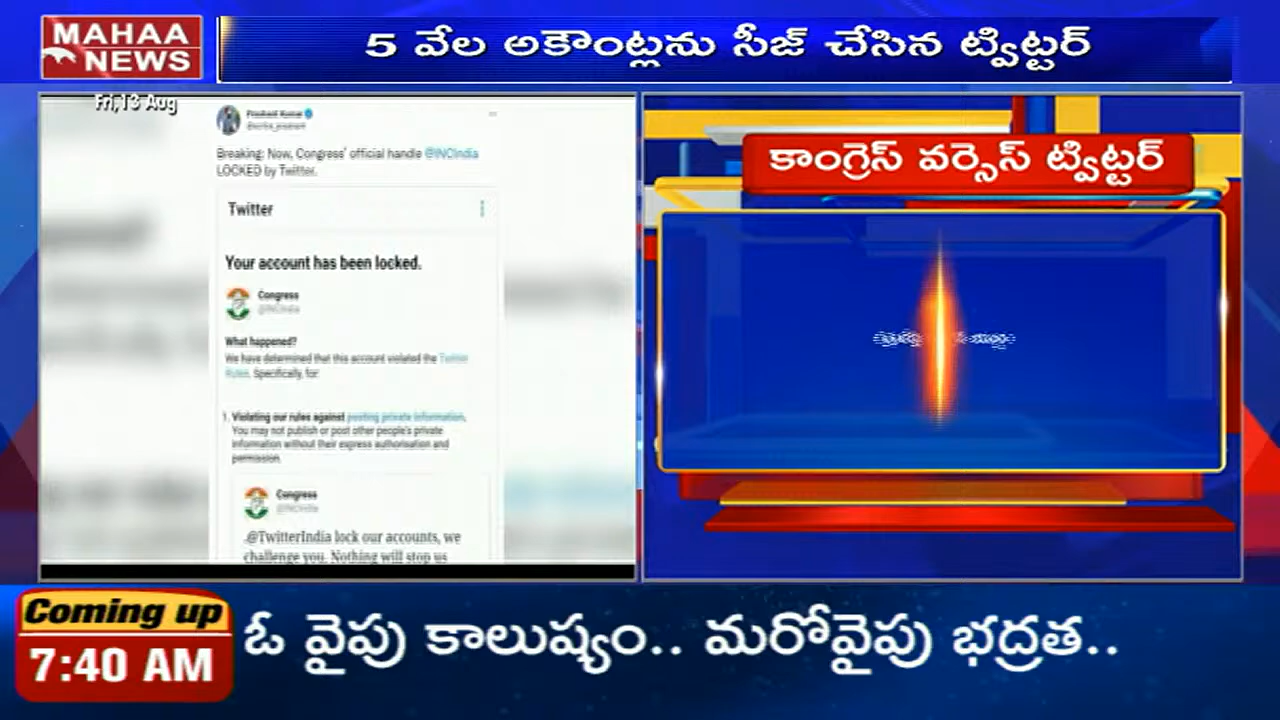 MAHAA
NEWS
5 వేల అకౌంట్లను సీజ్ చేసిన ట్విట్టర్
Fri,13 Aug
Prashant Kumar
Breaking: Now, Congress' official handle @INCIndia
LOCKED by Twitter.
Twitter
Your account has been locked.
Congress
@INCIndia
What happened?
We have determined that this account violated the Twitter
Rules. Specifically, for:
1. Violating our rules against posting private information.
You may not publish or post other people's private
information without their express authorisation and
permission.
Congress
@INCIndia
.@TwitterIndia lock our accounts, we
challenge you. Nothing will stop us
కాంగ్రెస్ వర్సెస్ ట్విట్టర్
Coming up
7:40 AM
ఓ వైపు కాలుష్యం.. మరోవైపు భద్రత..